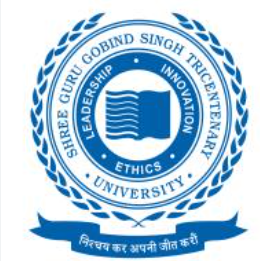 SHREE GURU GOBIND SINGH TRICENTENARY
• UNIVERSITY •
LEADERSHIP • INNOVATION • ETHICS •
निश्चय कर अपनी जीत करौं